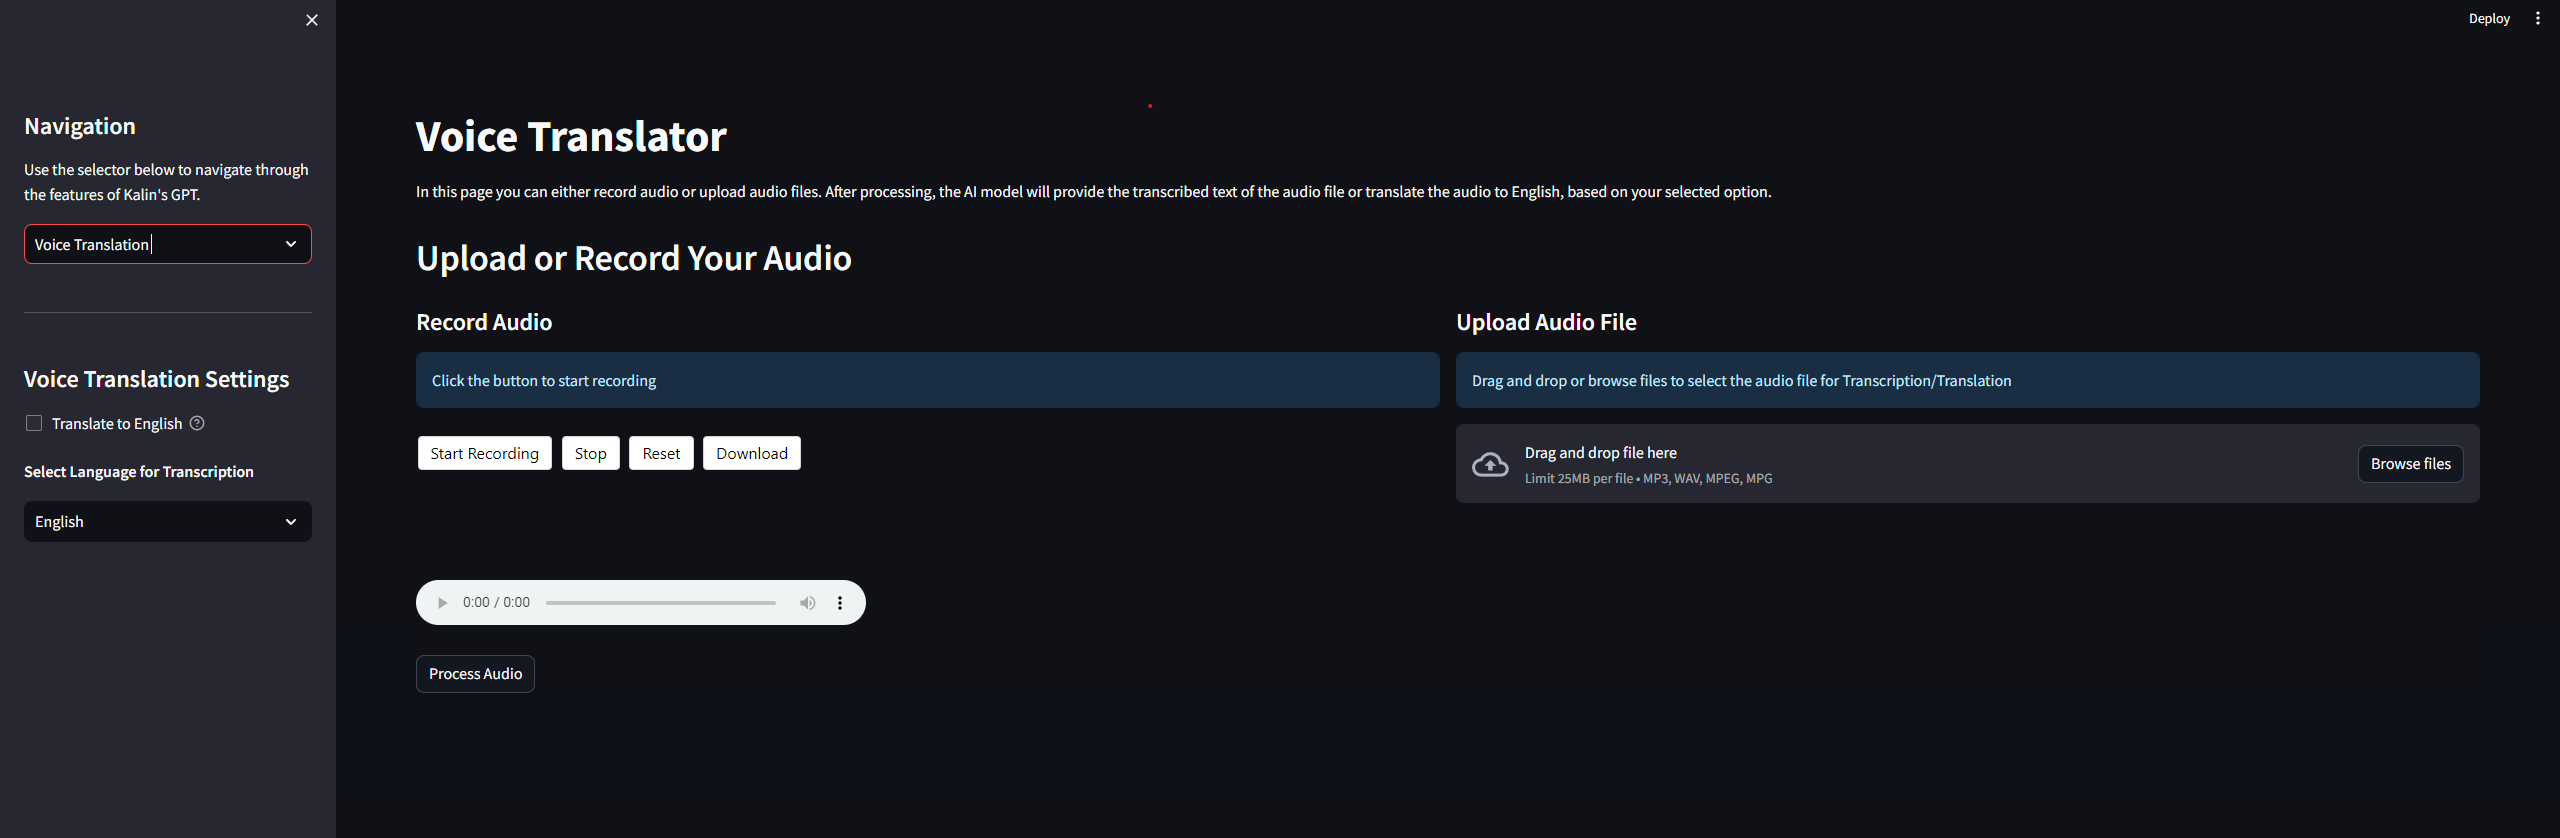 Deploy
Navigation
Use the selector below to navigate through
the features of Kalin's GPT.
Voice Translation
Voice Translation Settings
Translate to English
Select Language for Transcription
English
Voice Translator
In this page you can either record audio or upload audio files. After processing, the AI model will provide the transcribed text of the audio file or translate the audio to English, based on your selected option.
Upload or Record Your Audio
Record Audio
Click the button to start recording
Start Recording Stop Reset Download
0:00 / 0:00
Process Audio
Upload Audio File
Drag and drop or browse files to select the audio file for Transcription/Translation
Drag and drop file here
Limit 25MB per file • MP3, WAV, MPEG, MPG
Browse files